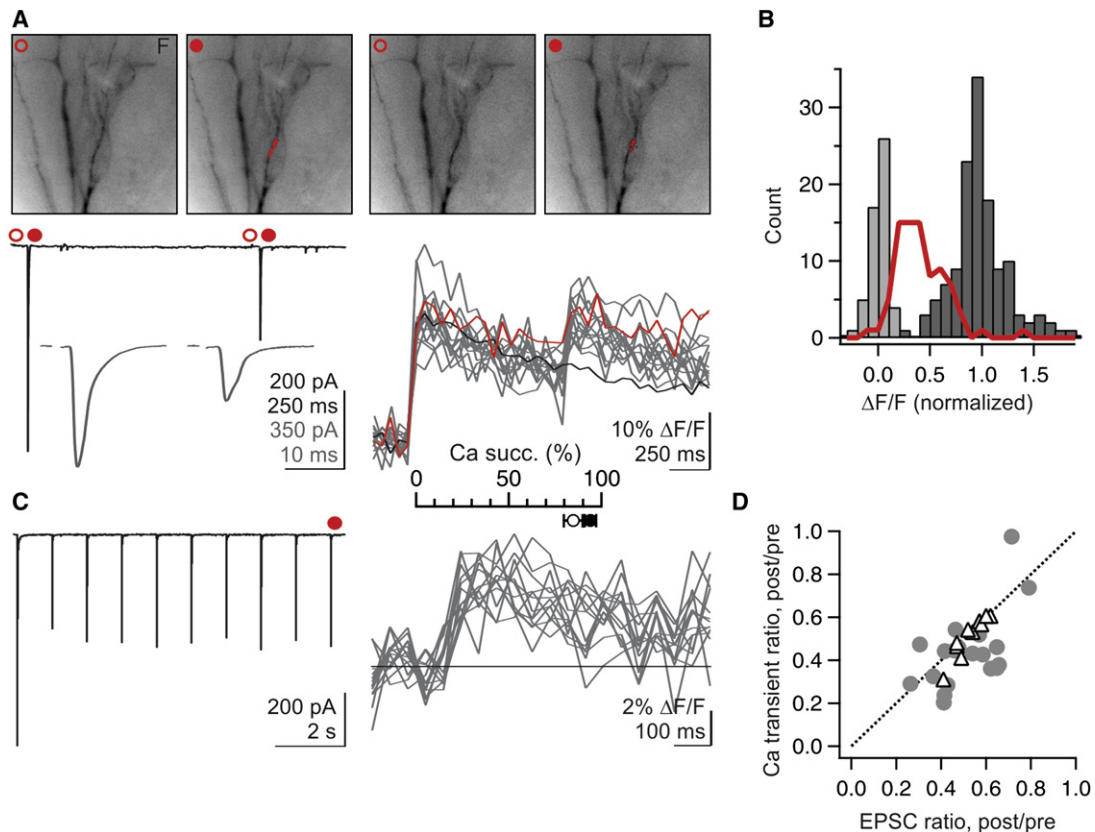 A
F
200 pA
250 ms
350 pA
10 ms
10% ΔF/F
250 ms
Ca succ. (%)
0 50 100
B
Count
30
20
10
0
0.0 0.5 1.0 1.5
ΔF/F (normalized)
C
200 pA
2 s
2% ΔF/F
100 ms
D
Ca transient ratio, post/pre
1.0
0.8
0.6
0.4
0.2
0.0
0.0 0.2 0.4 0.6 0.8 1.0
EPSC ratio, post/pre